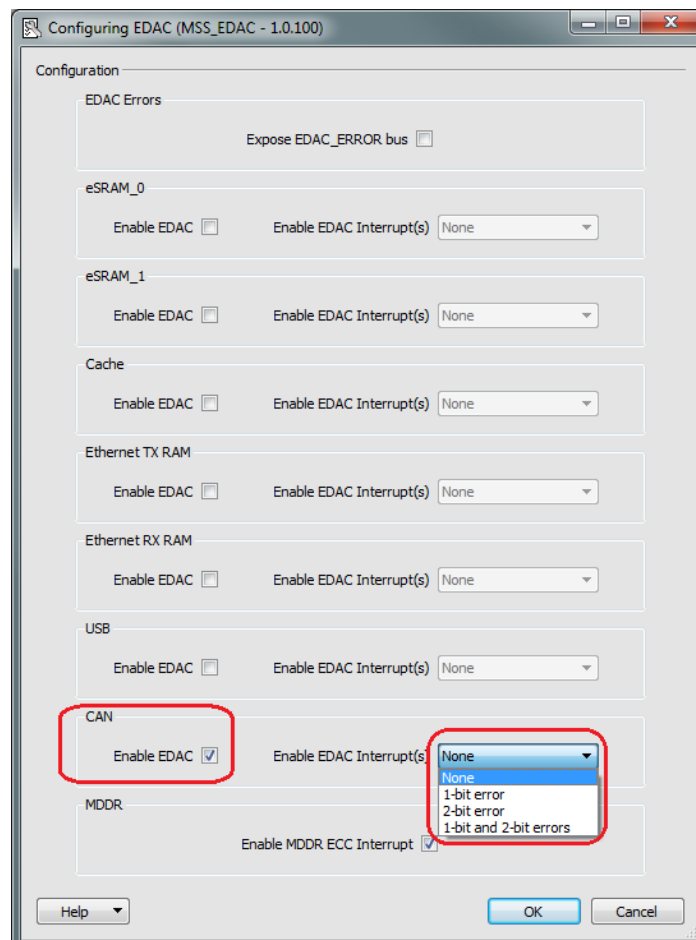 Configuring EDAC (MSS_EDAC - 1.0.100)
Configuration
EDAC Errors
Expose EDAC_ERROR bus
eSRAM_0
Enable EDAC Enable EDAC Interrupt(s) None
eSRAM_1
Enable EDAC Enable EDAC Interrupt(s) None
Cache
Enable EDAC Enable EDAC Interrupt(s) None
Ethernet TX RAM
Enable EDAC Enable EDAC Interrupt(s) None
Ethernet RX RAM
Enable EDAC Enable EDAC Interrupt(s) None
USB
Enable EDAC Enable EDAC Interrupt(s) None
CAN
Enable EDAC Enable EDAC Interrupt(s) None
None
1-bit error
2-bit error
1-bit and 2-bit errors
MDDR
Enable MDDR ECC Interrupt
Help OK Cancel